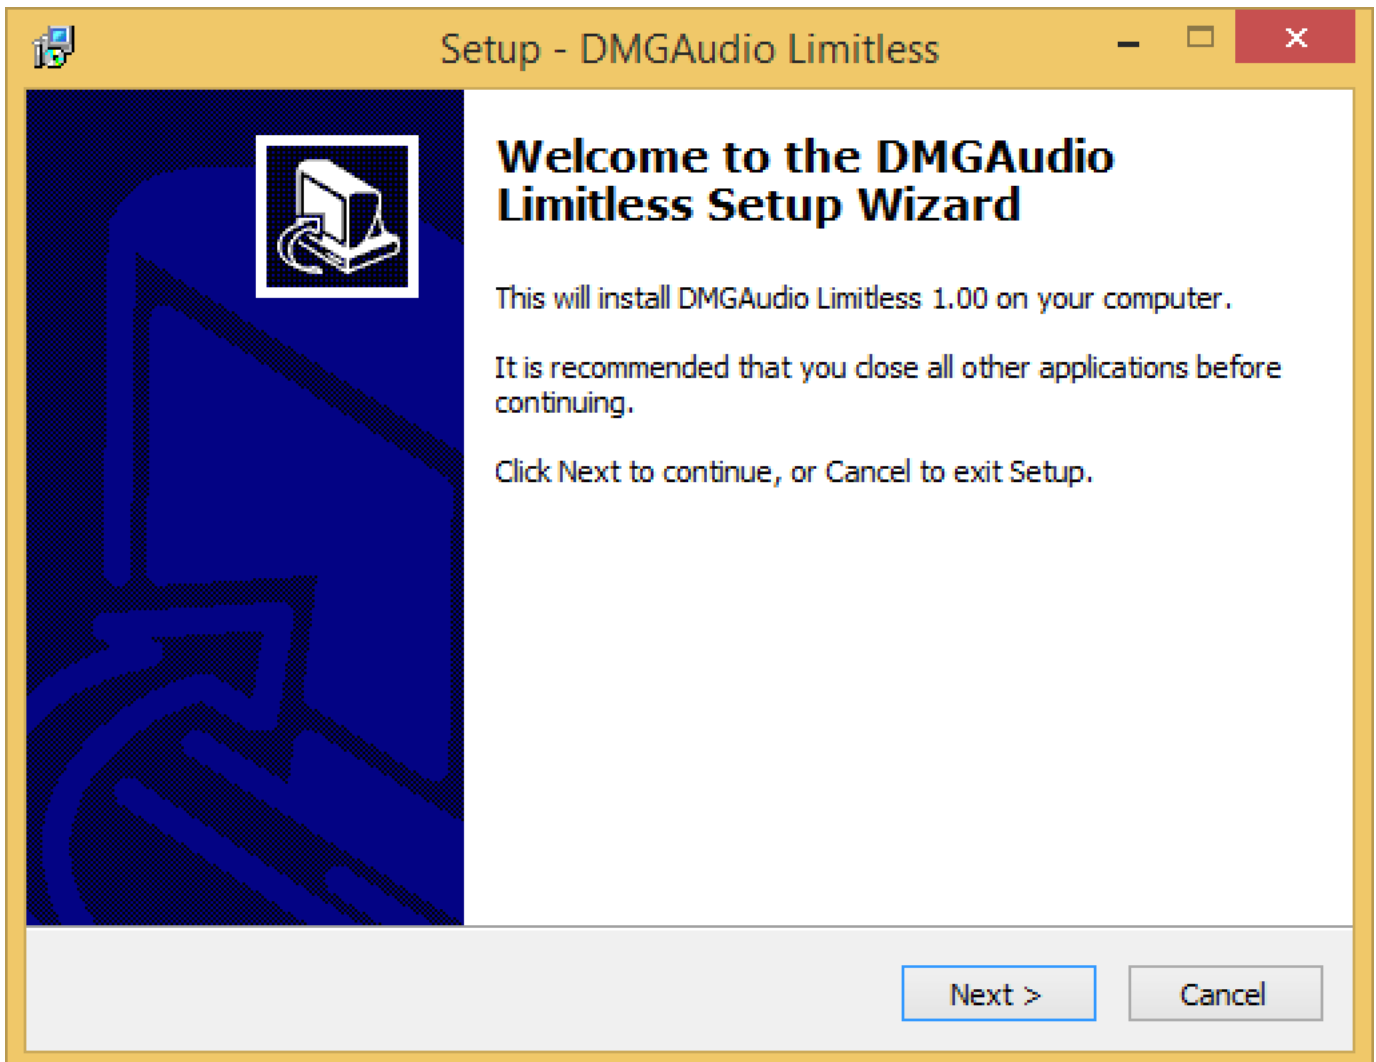 Setup - DMGAudio Limitless
Welcome to the DMGAudio
Limitless Setup Wizard
This will install DMGAudio Limitless 1.00 on your computer.
It is recommended that you close all other applications before
continuing.
Click Next to continue, or Cancel to exit Setup.
Next >
Cancel